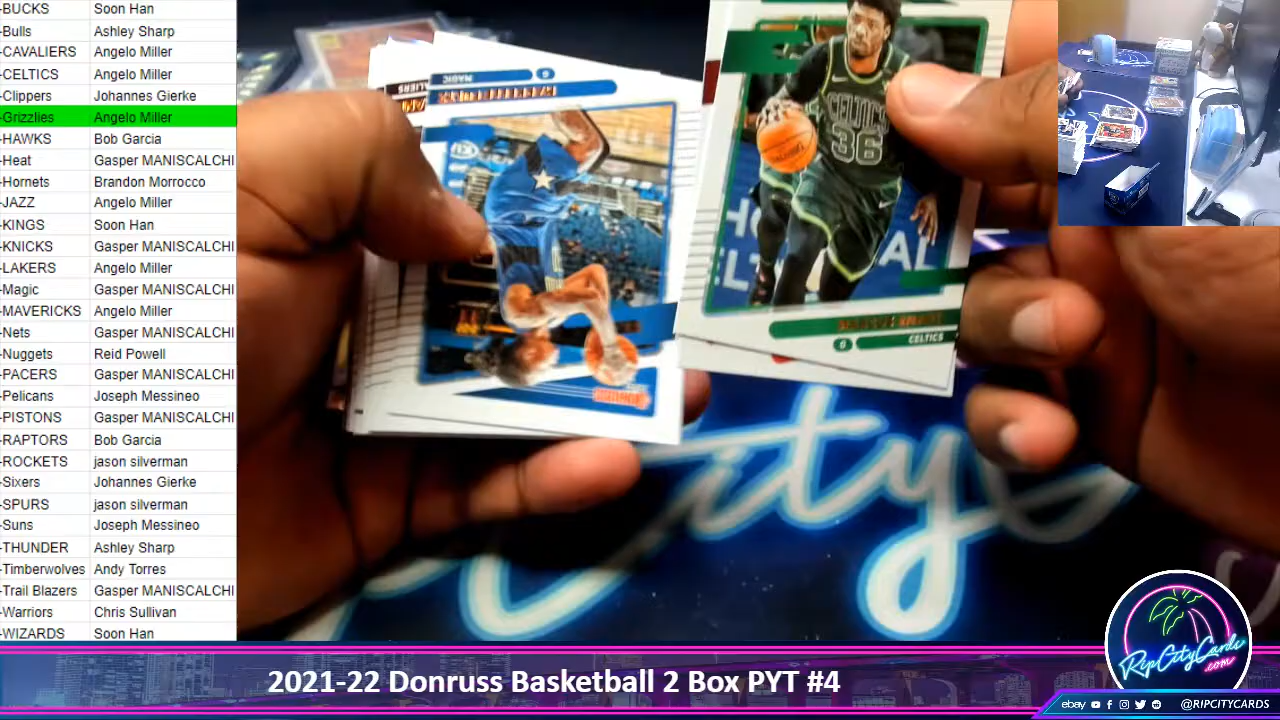 -BUCKS Soon Han
-Bulls Ashley Sharp
-CAVALIERS Angelo Miller
-CELTICS Angelo Miller
-Clippers Johannes Gierke
-Grizzlies Angelo Miller
-HAWKS Bob Garcia
-Heat Gasper MANISCALCHI
-Hornets Brandon Morrocco
-JAZZ Angelo Miller
-KINGS Soon Han
-KNICKS Gasper MANISCALCHI
-LAKERS Angelo Miller
-Magic Gasper MANISCALCHI
-MAVERICKS Angelo Miller
-Nets Gasper MANISCALCHI
-Nuggets Reid Powell
-PACERS Gasper MANISCALCHI
-Pelicans Joseph Messineo
-PISTONS Gasper MANISCALCHI
-RAPTORS Bob Garcia
-ROCKETS jason silverman
-Sixers Johannes Gierke
-SPURS jason silverman
-Suns Joseph Messineo
-THUNDER Ashley Sharp
-Timberwolves Andy Torres
-Trail Blazers Gasper MANISCALCHI
-Warriors Chris Sullivan
-WIZARDS Soon Han
MAGIC
G
CELTICS
36
G
CELTICS
ity
RipCityCards
.com
2021-22 Donruss Basketball 2 Box PYT #4
ebay
@RIPCITYCARDS